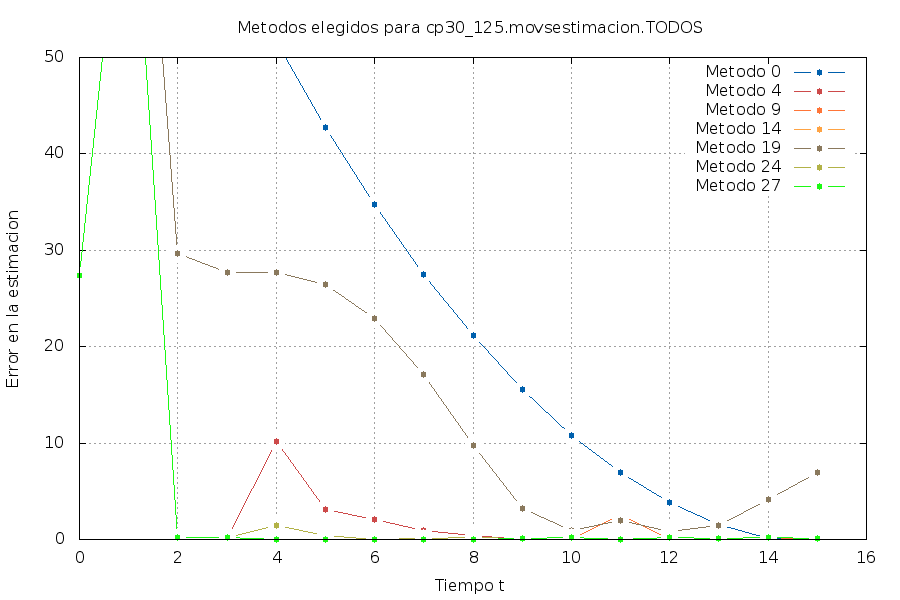 Metodos elegidos para cp30_125.movsestimacion.TODOS
Error en la estimacion
50
40
30
20
10
0
Metodo 0
Metodo 4
Metodo 9
Metodo 14
Metodo 19
Metodo 24
Metodo 27
0 2 4 6 8 10 12 14 16
Tiempo t